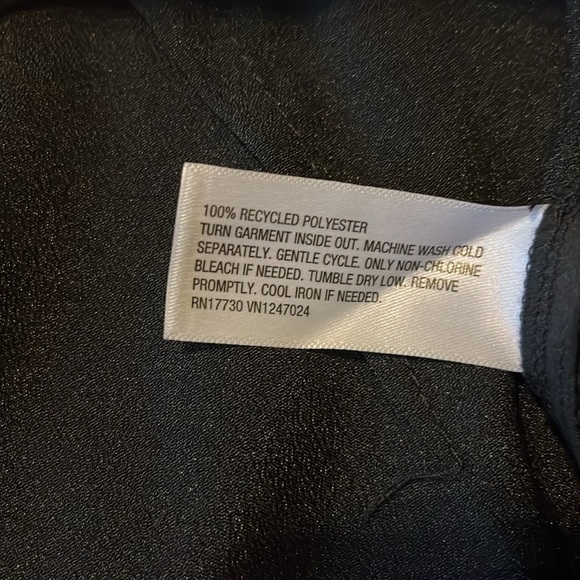 100% RECYCLED POLYESTER
TURN GARMENT INSIDE OUT. MACHINE WASH COLD
SEPARATELY. GENTLE CYCLE. ONLY NON-CHLORINE
BLEACH IF NEEDED. TUMBLE DRY LOW. REMOVE
PROMPTLY. COOL IRON IF NEEDED.
RN17730 VN1247024